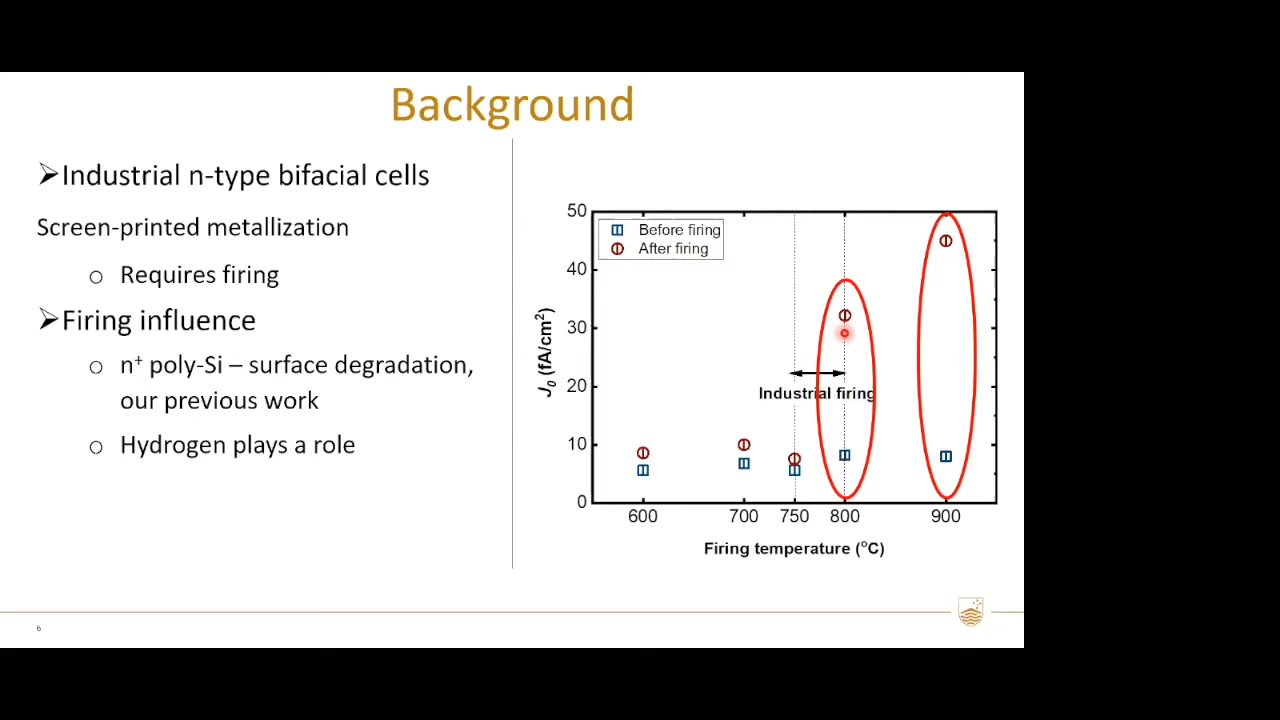 Background
➢Industrial n-type bifacial cells
Screen-printed metallization
o Requires firing
➢Firing influence
o n⁺ poly-Si – surface degradation,
our previous work
o Hydrogen plays a role
50
40
30
20
10
0
J₀ (fA/cm²)
Before firing
After firing
Industrial firing
600 700 750 800 900
Firing temperature (°C)
6